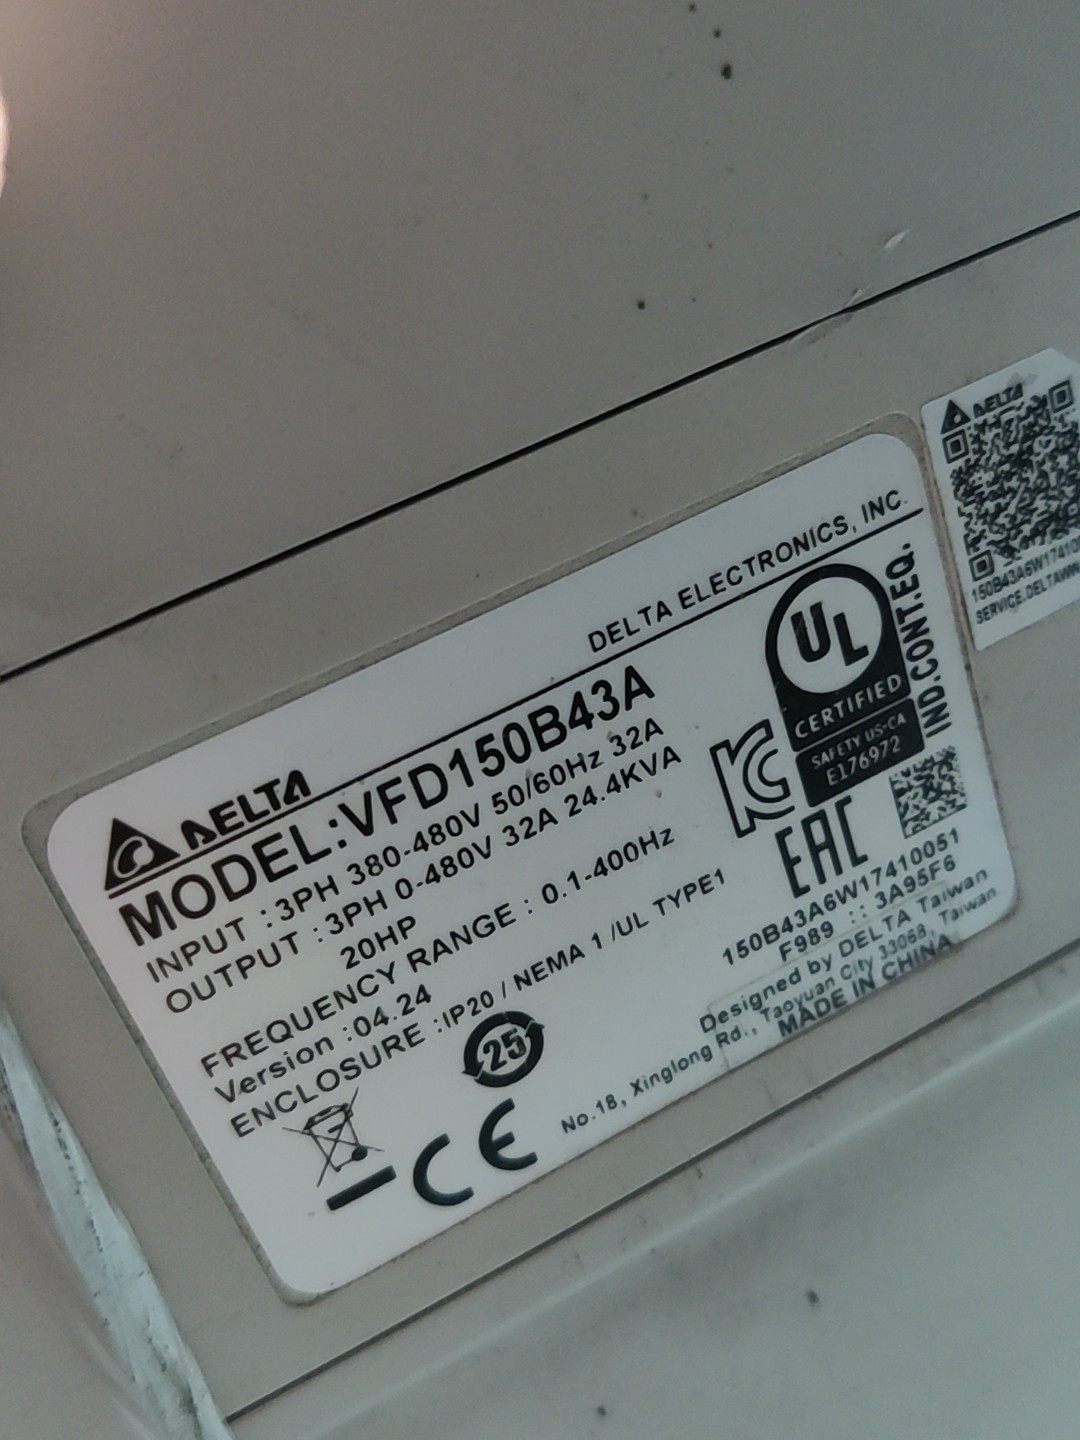 DELTA
DELTA ELECTRONICS, INC.
MODEL:VFD150B43A
INPUT :3PH 380-480V 50/60Hz 32A
OUTPUT :3PH 0-480V 32A 24.4KVA
20HP
FREQUENCY RANGE : 0.1-400Hz
Version :04.24
ENCLOSURE :IP20 / NEMA 1 /UL TYPE1
25
CE
UL
CERTIFIED
SAFETY US-CA
E176972
IND.CONT.EQ.
KC
EAC
150B43A6W17410051
F989 :: 3A95F6
Designed by DELTA Taiwan
No.18, Xinglong Rd., Taoyuan City 33068, Taiwan
MADE IN CHINA
DELTA
150B43A6W1741
SERVICE.DELTAWW